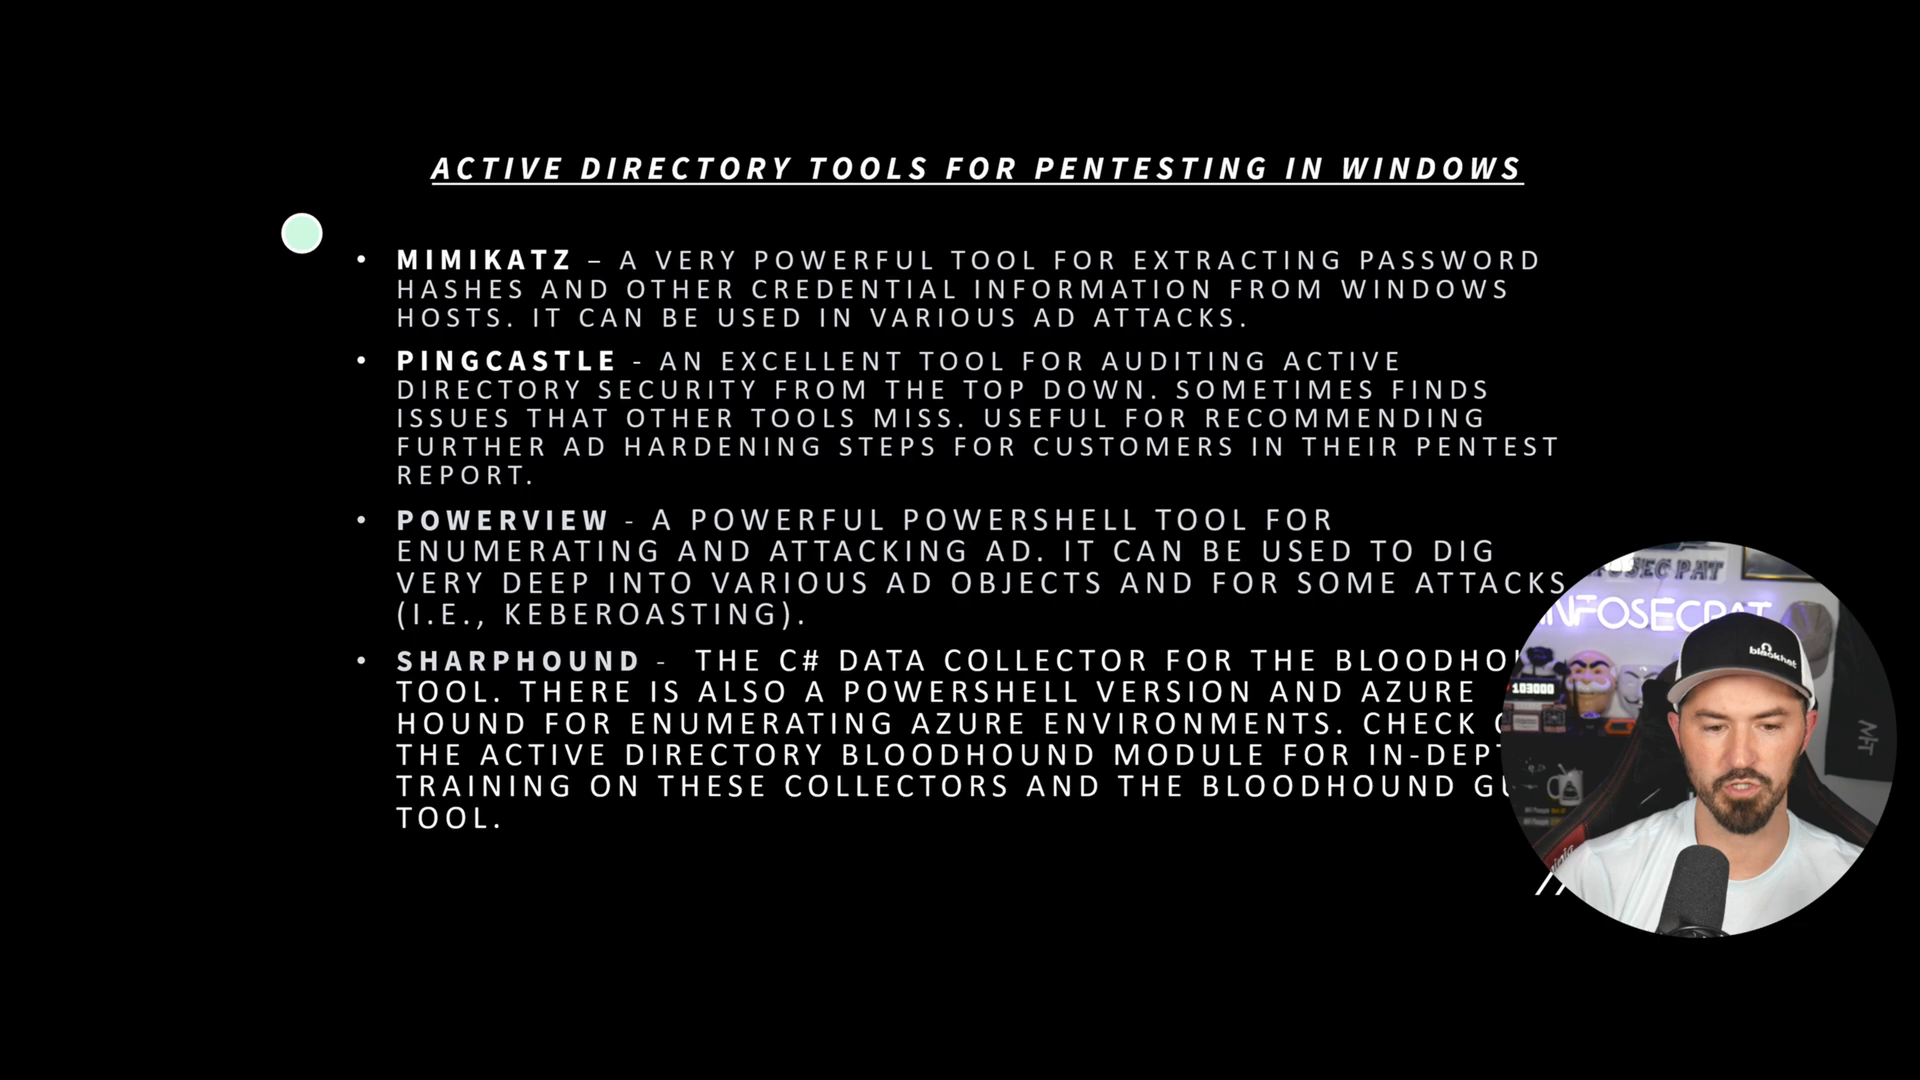 ACTIVE DIRECTORY TOOLS FOR PENTESTING IN WINDOWS
• MIMIKATZ – A VERY POWERFUL TOOL FOR EXTRACTING PASSWORD
HASHES AND OTHER CREDENTIAL INFORMATION FROM WINDOWS
HOSTS. IT CAN BE USED IN VARIOUS AD ATTACKS.
• PINGCASTLE - AN EXCELLENT TOOL FOR AUDITING ACTIVE
DIRECTORY SECURITY FROM THE TOP DOWN. SOMETIMES FINDS
ISSUES THAT OTHER TOOLS MISS. USEFUL FOR RECOMMENDING
FURTHER AD HARDENING STEPS FOR CUSTOMERS IN THEIR PENTEST
REPORT.
• POWERVIEW - A POWERFUL POWERSHELL TOOL FOR
ENUMERATING AND ATTACKING AD. IT CAN BE USED TO DIG
VERY DEEP INTO VARIOUS AD OBJECTS AND FOR SOME ATTACKS
(I.E., KEBEROASTING).
• SHARPHOUND - THE C# DATA COLLECTOR FOR THE
TOOL. THERE IS ALSO A POWERSHELL VERSION AND AZURE
HOUND FOR ENUMERATING AZURE ENVIRONMENTS. CHECK
THE ACTIVE DIRECTORY BLOODHOUND MODULE FOR
TRAINING ON THESE COLLECTORS AND THE BLOODHOUND
TOOL.
PAT
INFOSECPAT
blackhat
103000